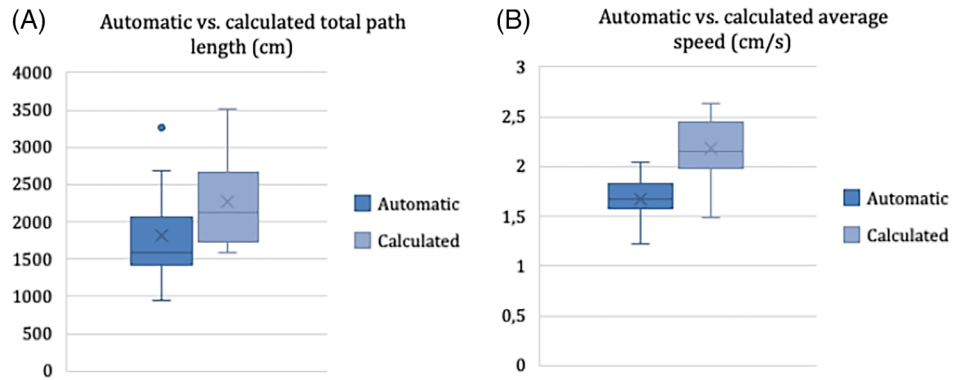 (A)
Automatic vs. calculated total path
length (cm)
4000
3500
3000
2500
2000
1500
1000
500
0
Automatic
Calculated
(B)
Automatic vs. calculated average
speed (cm/s)
3
2,5
2
1,5
1
0,5
0
Automatic
Calculated